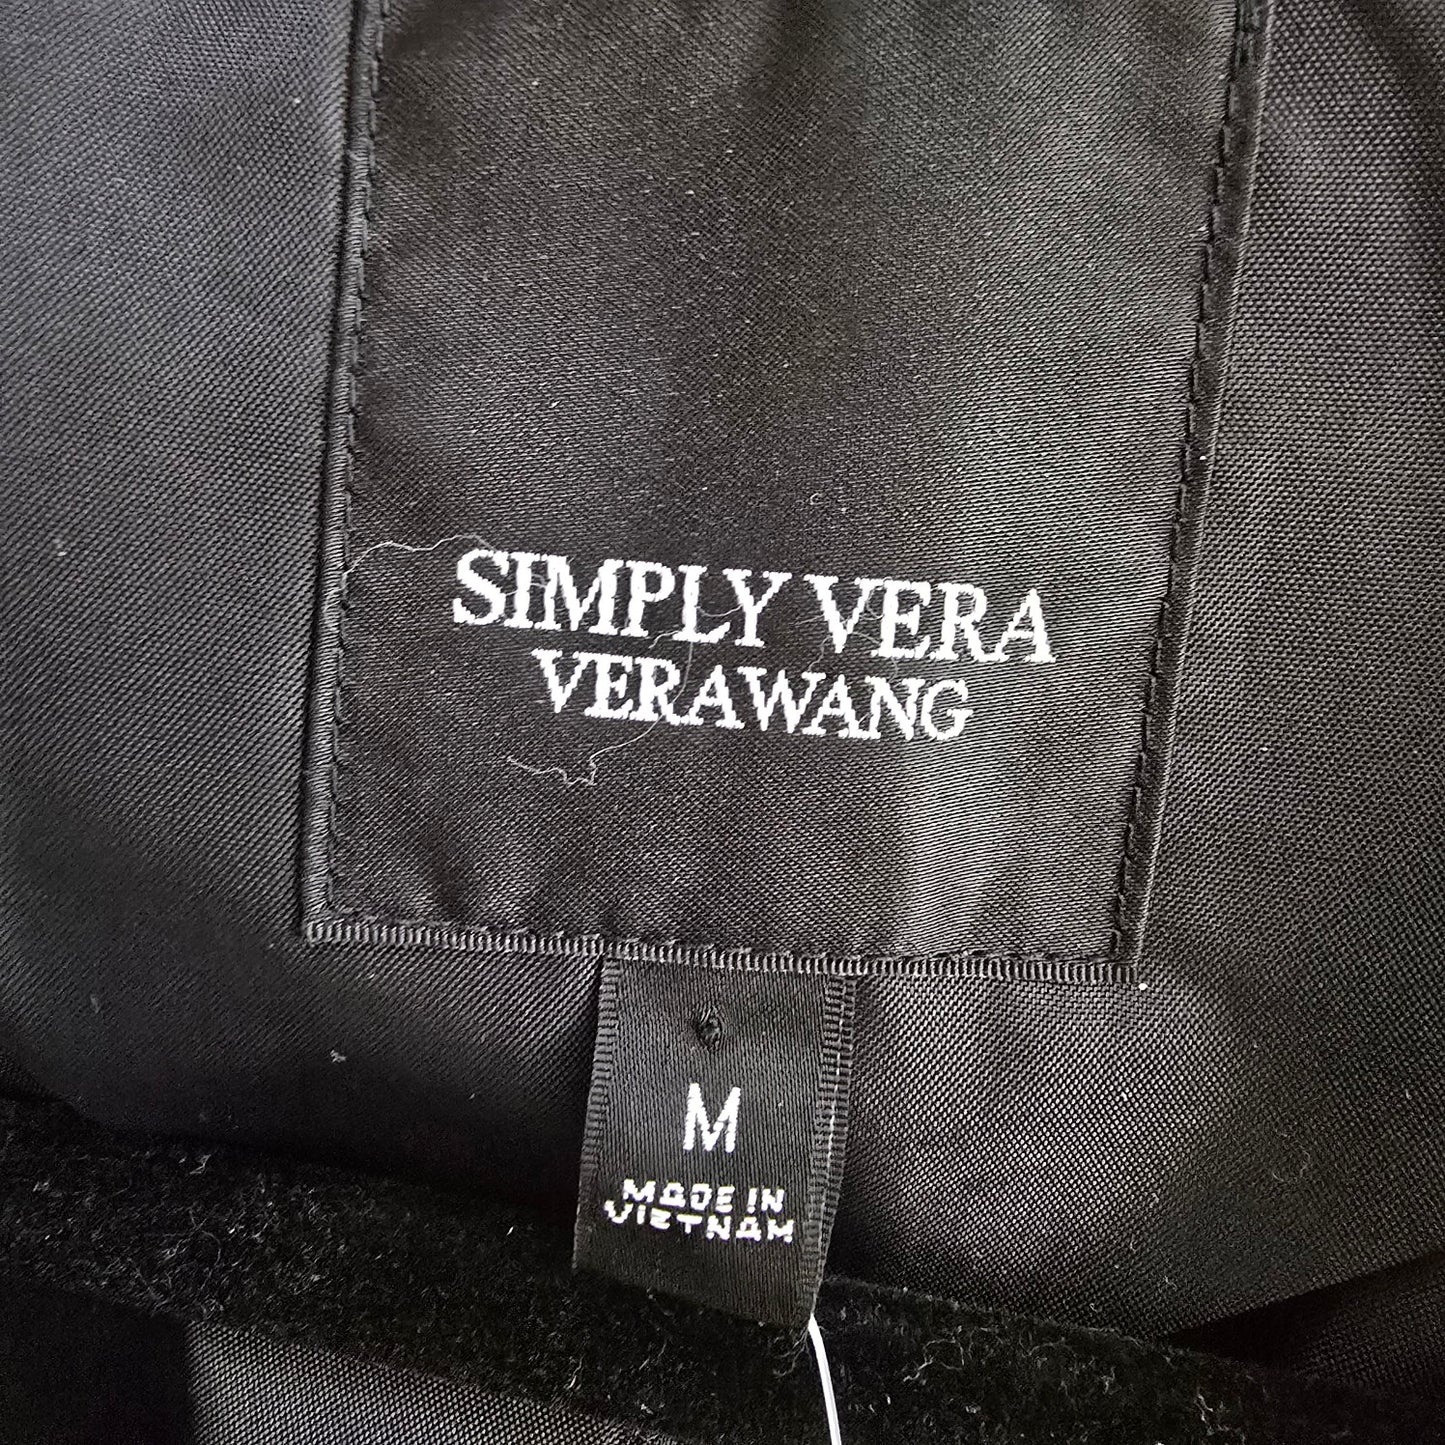 SIMPLY VERA
VERAWANG
M
MADE IN
VIETNAM